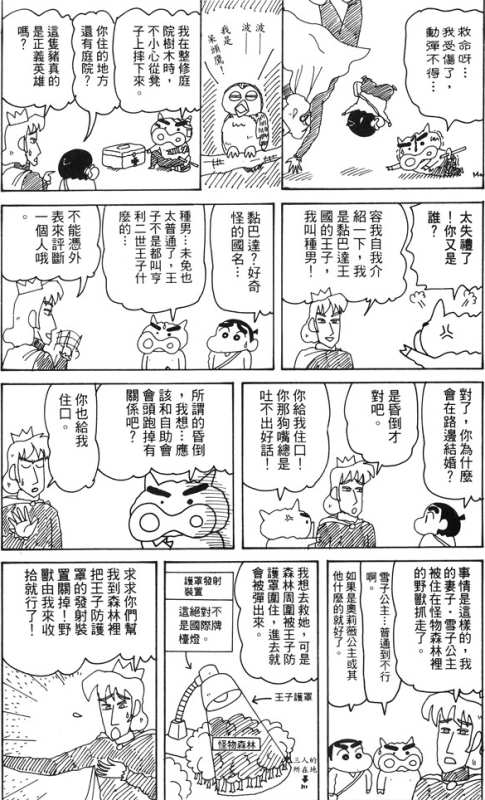 救命呀…
我受傷了，
動彈不得…
波—
波—
我是
呆頭鷹！
我在整修庭
院樹木時，
不小心從凳
子上摔下來。
你住的地方
還有庭院？
這隻豬真的
是正義英雄
嗎？
太失禮了
！你又是
誰？
容我自我介
紹一下，我
是黏巴達王
國的王子，
我叫種男！
黏巴達？好奇
怪的國名…
種男…未免也
太普通了，王
子不是都叫亨
利二世王子什
麼的…
不能憑外
表來評斷
一個人哦
。
對了，你為什麼
會在路邊結婚？
是昏倒才
對吧。
你給我住口！
你那狗嘴總是
吐不出好話！
所謂的昏倒
，我想…應
該和自助會
會頭跑掉有
關係吧？
你也給我
住口。
事情是這樣的，我
的妻子．雪子公主
被住在怪物森林裡
的野獸抓走了。
雪子公主…普通到不行
啊。
如果是奧莉薇公主或其
他什麼的就好了。
我想去救她，可是
森林周圍被王子防
護罩圍住，進去就
會被彈出來。
護罩發射
裝置
這絕對不
是國際牌
檯燈。
王子護罩
怪物森林
三人所在的地
求求你們幫
我到森林裡
把王子防護
罩的發射裝
置關掉！野
獸由我來收
拾就行了！